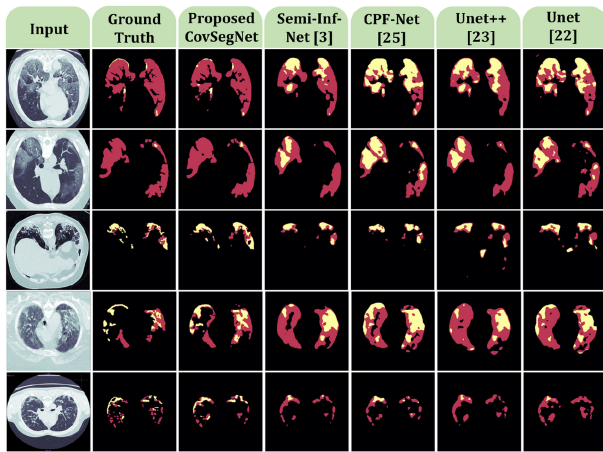 Input
Ground
Truth
Proposed
CovSegNet
Semi-Inf-
Net [3]
CPF-Net
[25]
Unet++
[23]
Unet
[22]